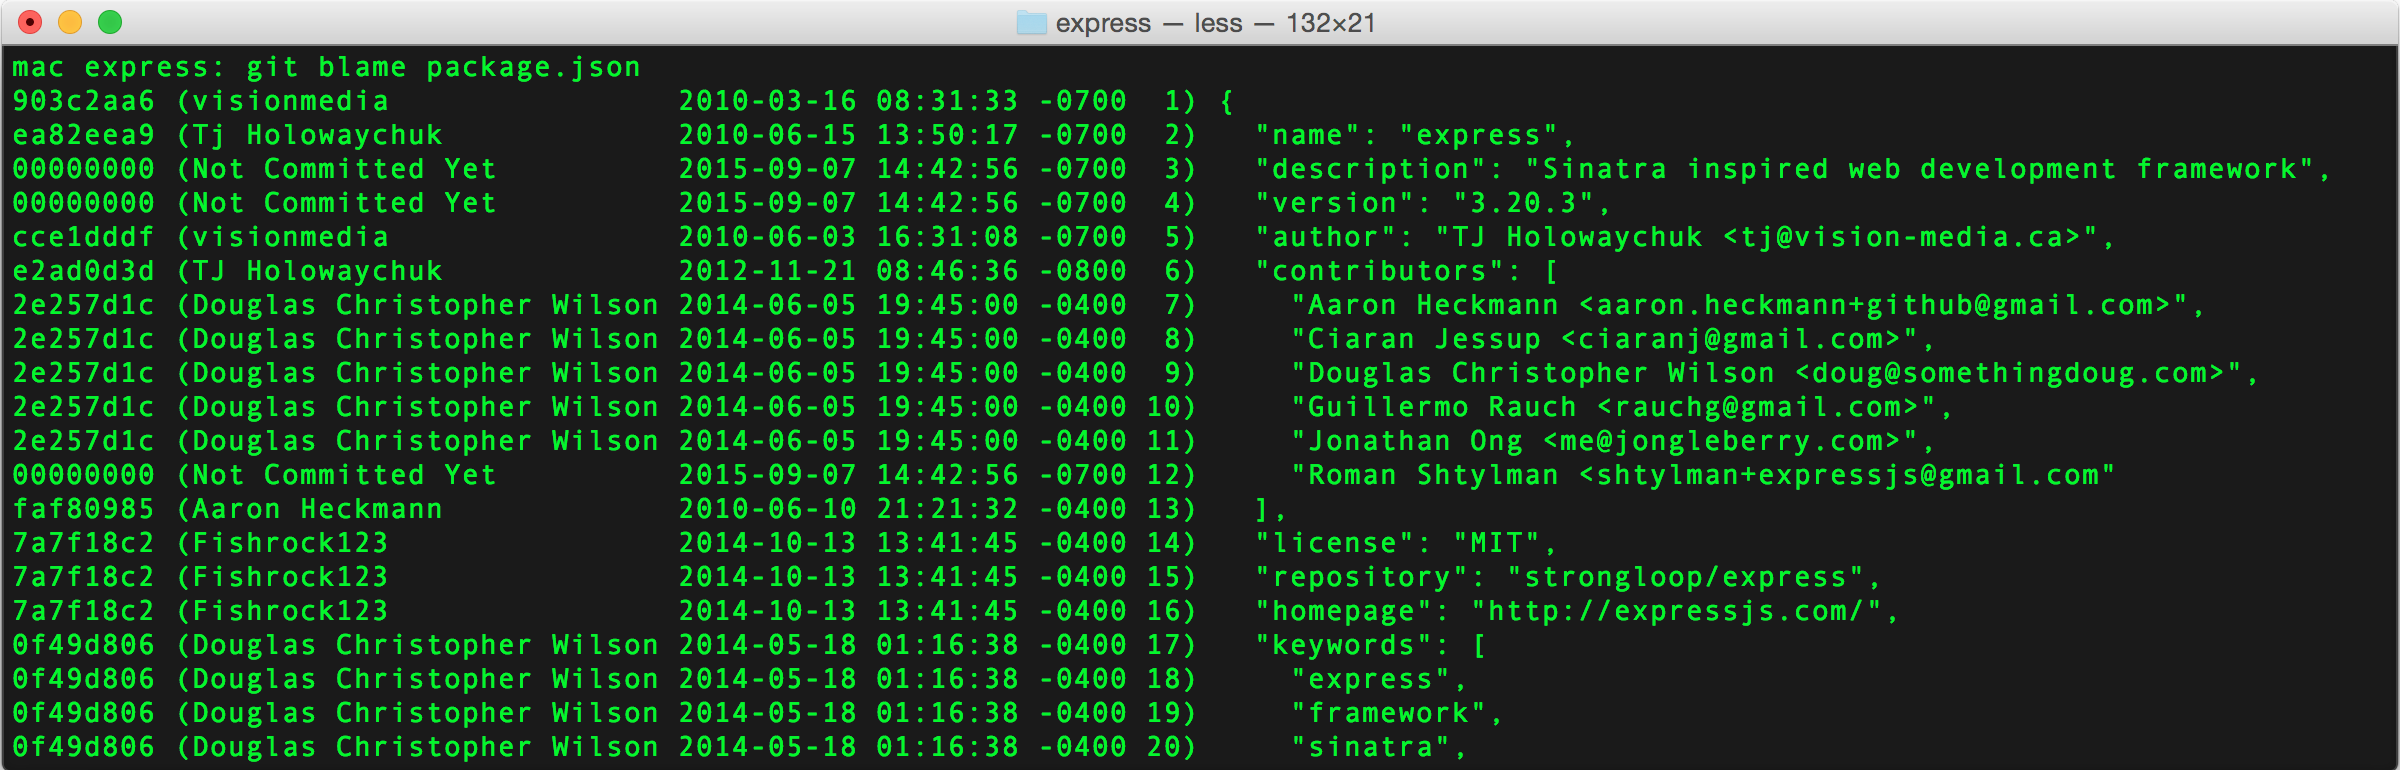 express — less — 132×21
mac express: git blame package.json
903c2aa6 (visionmedia                2010-03-16 08:31:33 -0700  1) {
ea82eea9 (Tj Holowaychuk             2010-06-15 13:50:17 -0700  2)   "name": "express",
00000000 (Not Committed Yet          2015-09-07 14:42:56 -0700  3)   "description": "Sinatra inspired web development framework",
00000000 (Not Committed Yet          2015-09-07 14:42:56 -0700  4)   "version": "3.20.3",
cce1dddf (visionmedia                2010-06-03 16:31:08 -0700  5)   "author": "TJ Holowaychuk <tj@vision-media.ca>",
e2ad0d3d (TJ Holowaychuk             2012-11-21 08:46:36 -0800  6)   "contributors": [
2e257d1c (Douglas Christopher Wilson 2014-06-05 19:45:00 -0400  7)     "Aaron Heckmann <aaron.heckmann+github@gmail.com>",
2e257d1c (Douglas Christopher Wilson 2014-06-05 19:45:00 -0400  8)     "Ciaran Jessup <ciaranj@gmail.com>",
2e257d1c (Douglas Christopher Wilson 2014-06-05 19:45:00 -0400  9)     "Douglas Christopher Wilson <doug@somethingdoug.com>",
2e257d1c (Douglas Christopher Wilson 2014-06-05 19:45:00 -0400 10)     "Guillermo Rauch <rauchg@gmail.com>",
2e257d1c (Douglas Christopher Wilson 2014-06-05 19:45:00 -0400 11)     "Jonathan Ong <me@jongleberry.com>",
00000000 (Not Committed Yet          2015-09-07 14:42:56 -0700 12)     "Roman Shtylman <shtylman+expressjs@gmail.com"
faf80985 (Aaron Heckmann             2010-06-10 21:21:32 -0400 13)   ],
7a7f18c2 (Fishrock123                2014-10-13 13:41:45 -0400 14)   "license": "MIT",
7a7f18c2 (Fishrock123                2014-10-13 13:41:45 -0400 15)   "repository": "strongloop/express",
7a7f18c2 (Fishrock123                2014-10-13 13:41:45 -0400 16)   "homepage": "http://expressjs.com/",
0f49d806 (Douglas Christopher Wilson 2014-05-18 01:16:38 -0400 17)   "keywords": [
0f49d806 (Douglas Christopher Wilson 2014-05-18 01:16:38 -0400 18)     "express",
0f49d806 (Douglas Christopher Wilson 2014-05-18 01:16:38 -0400 19)     "framework",
0f49d806 (Douglas Christopher Wilson 2014-05-18 01:16:38 -0400 20)     "sinatra",